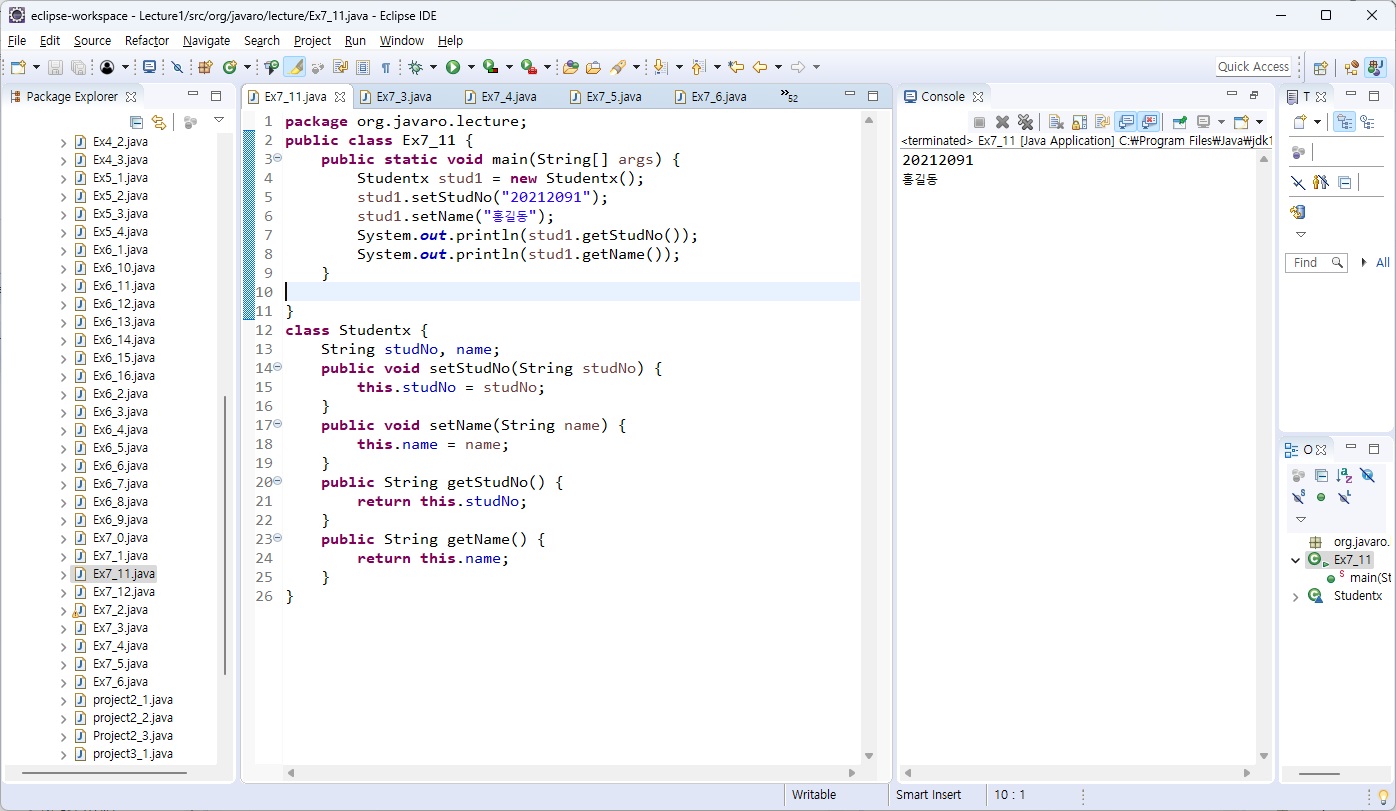 eclipse-workspace - Lecture1/src/org/javaro/lecture/Ex7_11.java - Eclipse IDE
File Edit Source Refactor Navigate Search Project Run Window Help
Quick Access
Package Explorer
Ex4_2.java
Ex4_3.java
Ex5_1.java
Ex5_2.java
Ex5_3.java
Ex5_4.java
Ex6_1.java
Ex6_10.java
Ex6_11.java
Ex6_12.java
Ex6_13.java
Ex6_14.java
Ex6_15.java
Ex6_16.java
Ex6_2.java
Ex6_3.java
Ex6_4.java
Ex6_5.java
Ex6_6.java
Ex6_7.java
Ex6_8.java
Ex6_9.java
Ex7_0.java
Ex7_1.java
Ex7_11.java
Ex7_12.java
Ex7_2.java
Ex7_3.java
Ex7_4.java
Ex7_5.java
Ex7_6.java
project2_1.java
project2_2.java
Project2_3.java
project3_1.java
Ex7_11.java Ex7_3.java Ex7_4.java Ex7_5.java Ex7_6.java »52
1 package org.javaro.lecture;
2 public class Ex7_11 {
3 public static void main(String[] args) {
4 Studentx stud1 = new Studentx();
5 stud1.setStudNo("20212091");
6 stud1.setName("홍길동");
7 System.out.println(stud1.getStudNo());
8 System.out.println(stud1.getName());
9 }
10
11 }
12 class Studentx {
13 String studNo, name;
14 public void setStudNo(String studNo) {
15 this.studNo = studNo;
16 }
17 public void setName(String name) {
18 this.name = name;
19 }
20 public String getStudNo() {
21 return this.studNo;
22 }
23 public String getName() {
24 return this.name;
25 }
26 }
Console
<terminated> Ex7_11 [Java Application] C:₩Program Files₩Java₩jdk1
20212091
홍길동
T
Find All
O
org.javaro.
Ex7_11
main(St
Studentx
Writable Smart Insert 10 : 1